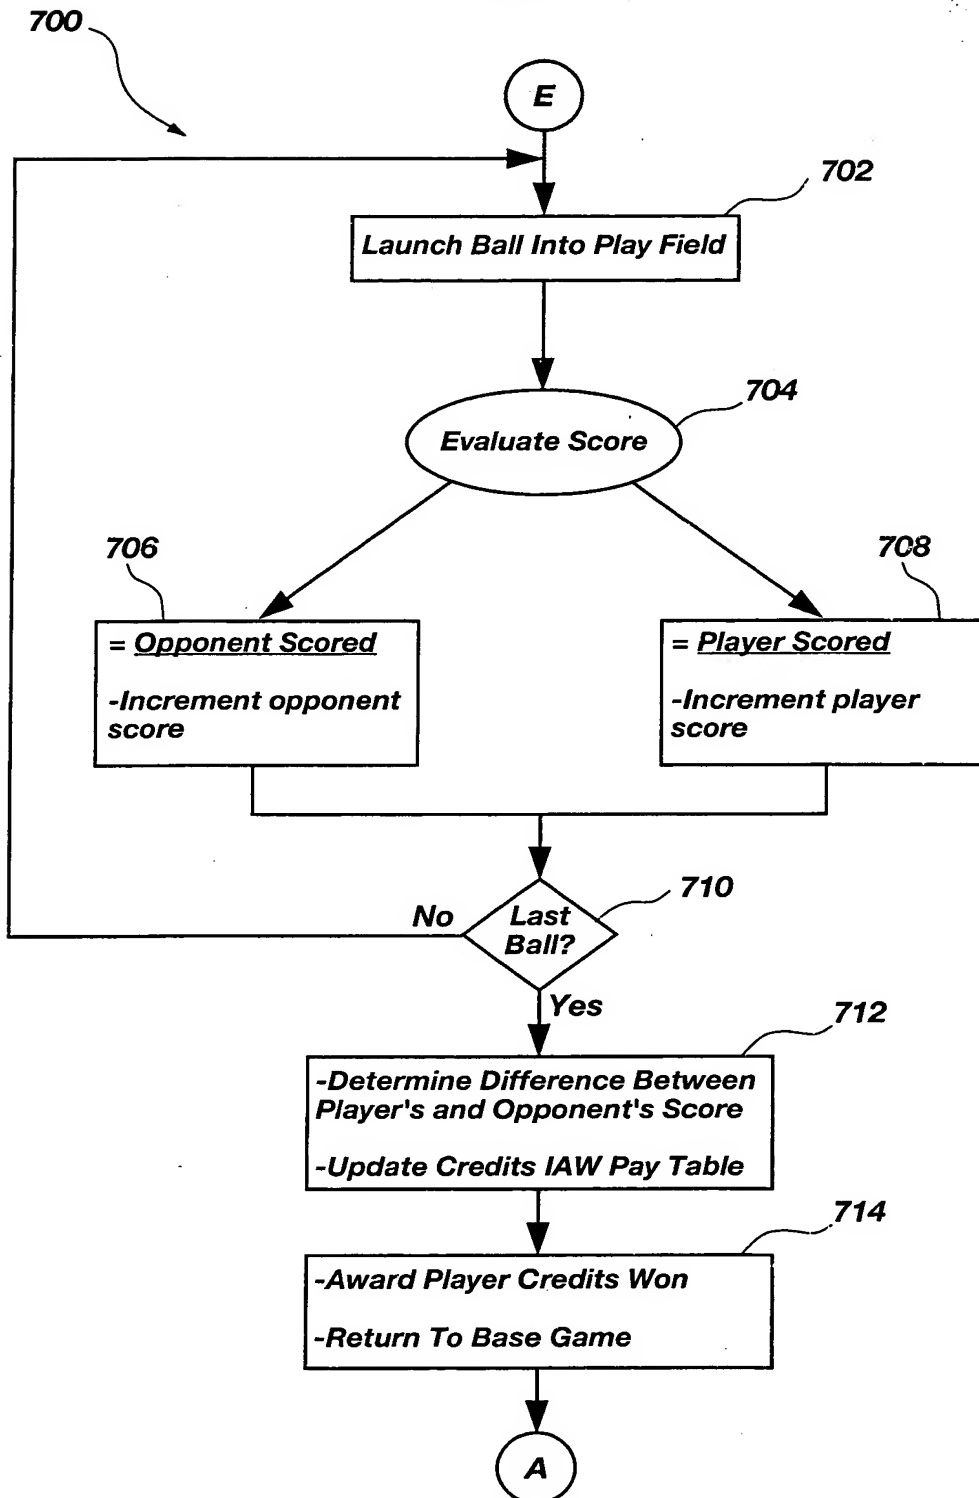 700
E
702
Launch Ball Into Play Field
704
Evaluate Score
706
= Opponent Scored
-Increment opponent
score
708
= Player Scored
-Increment player
score
710
No
Last
Ball?
Yes
712
-Determine Difference Between
Player's and Opponent's Score
-Update Credits IAW Pay Table
714
-Award Player Credits Won
-Return To Base Game
A